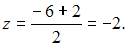 z = (−6 + 2)/2 = −2.